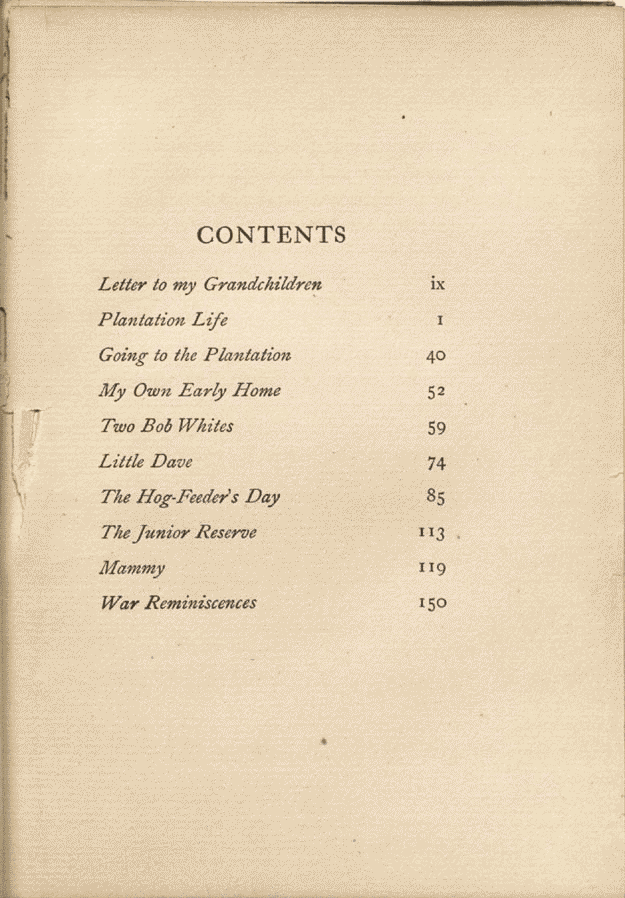 CONTENTS
Letter to my Grandchildren ix
Plantation Life 1
Going to the Plantation 40
My Own Early Home 52
Two Bob Whites 59
Little Dave 74
The Hog-Feeder's Day 85
The Junior Reserve 113
Mammy 119
War Reminiscences 150